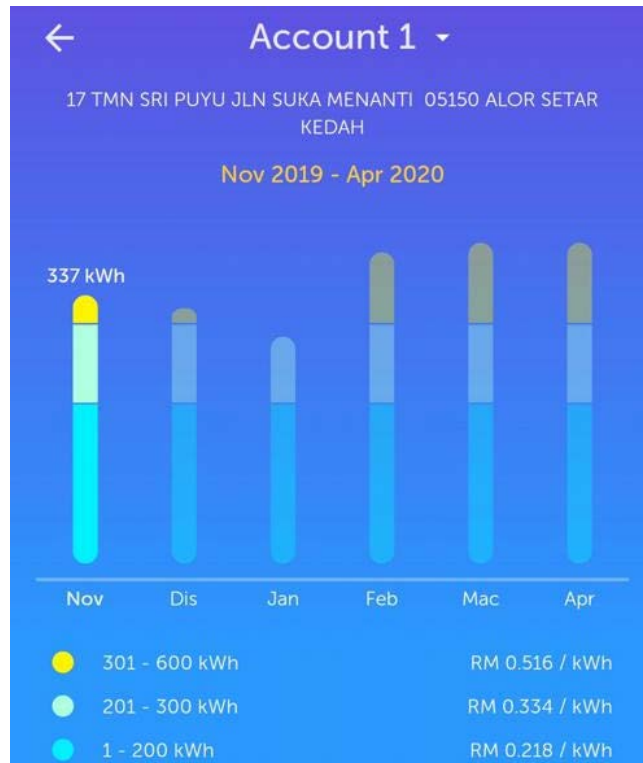 Account 1
17 TMN SRI PUYU JLN SUKA MENANTI 05150 ALOR SETAR
KEDAH
Nov 2019 - Apr 2020
337 kWh
Nov Dis Jan Feb Mac Apr
301 - 600 kWh RM 0.516 / kWh
201 - 300 kWh RM 0.334 / kWh
1 - 200 kWh RM 0.218 / kWh